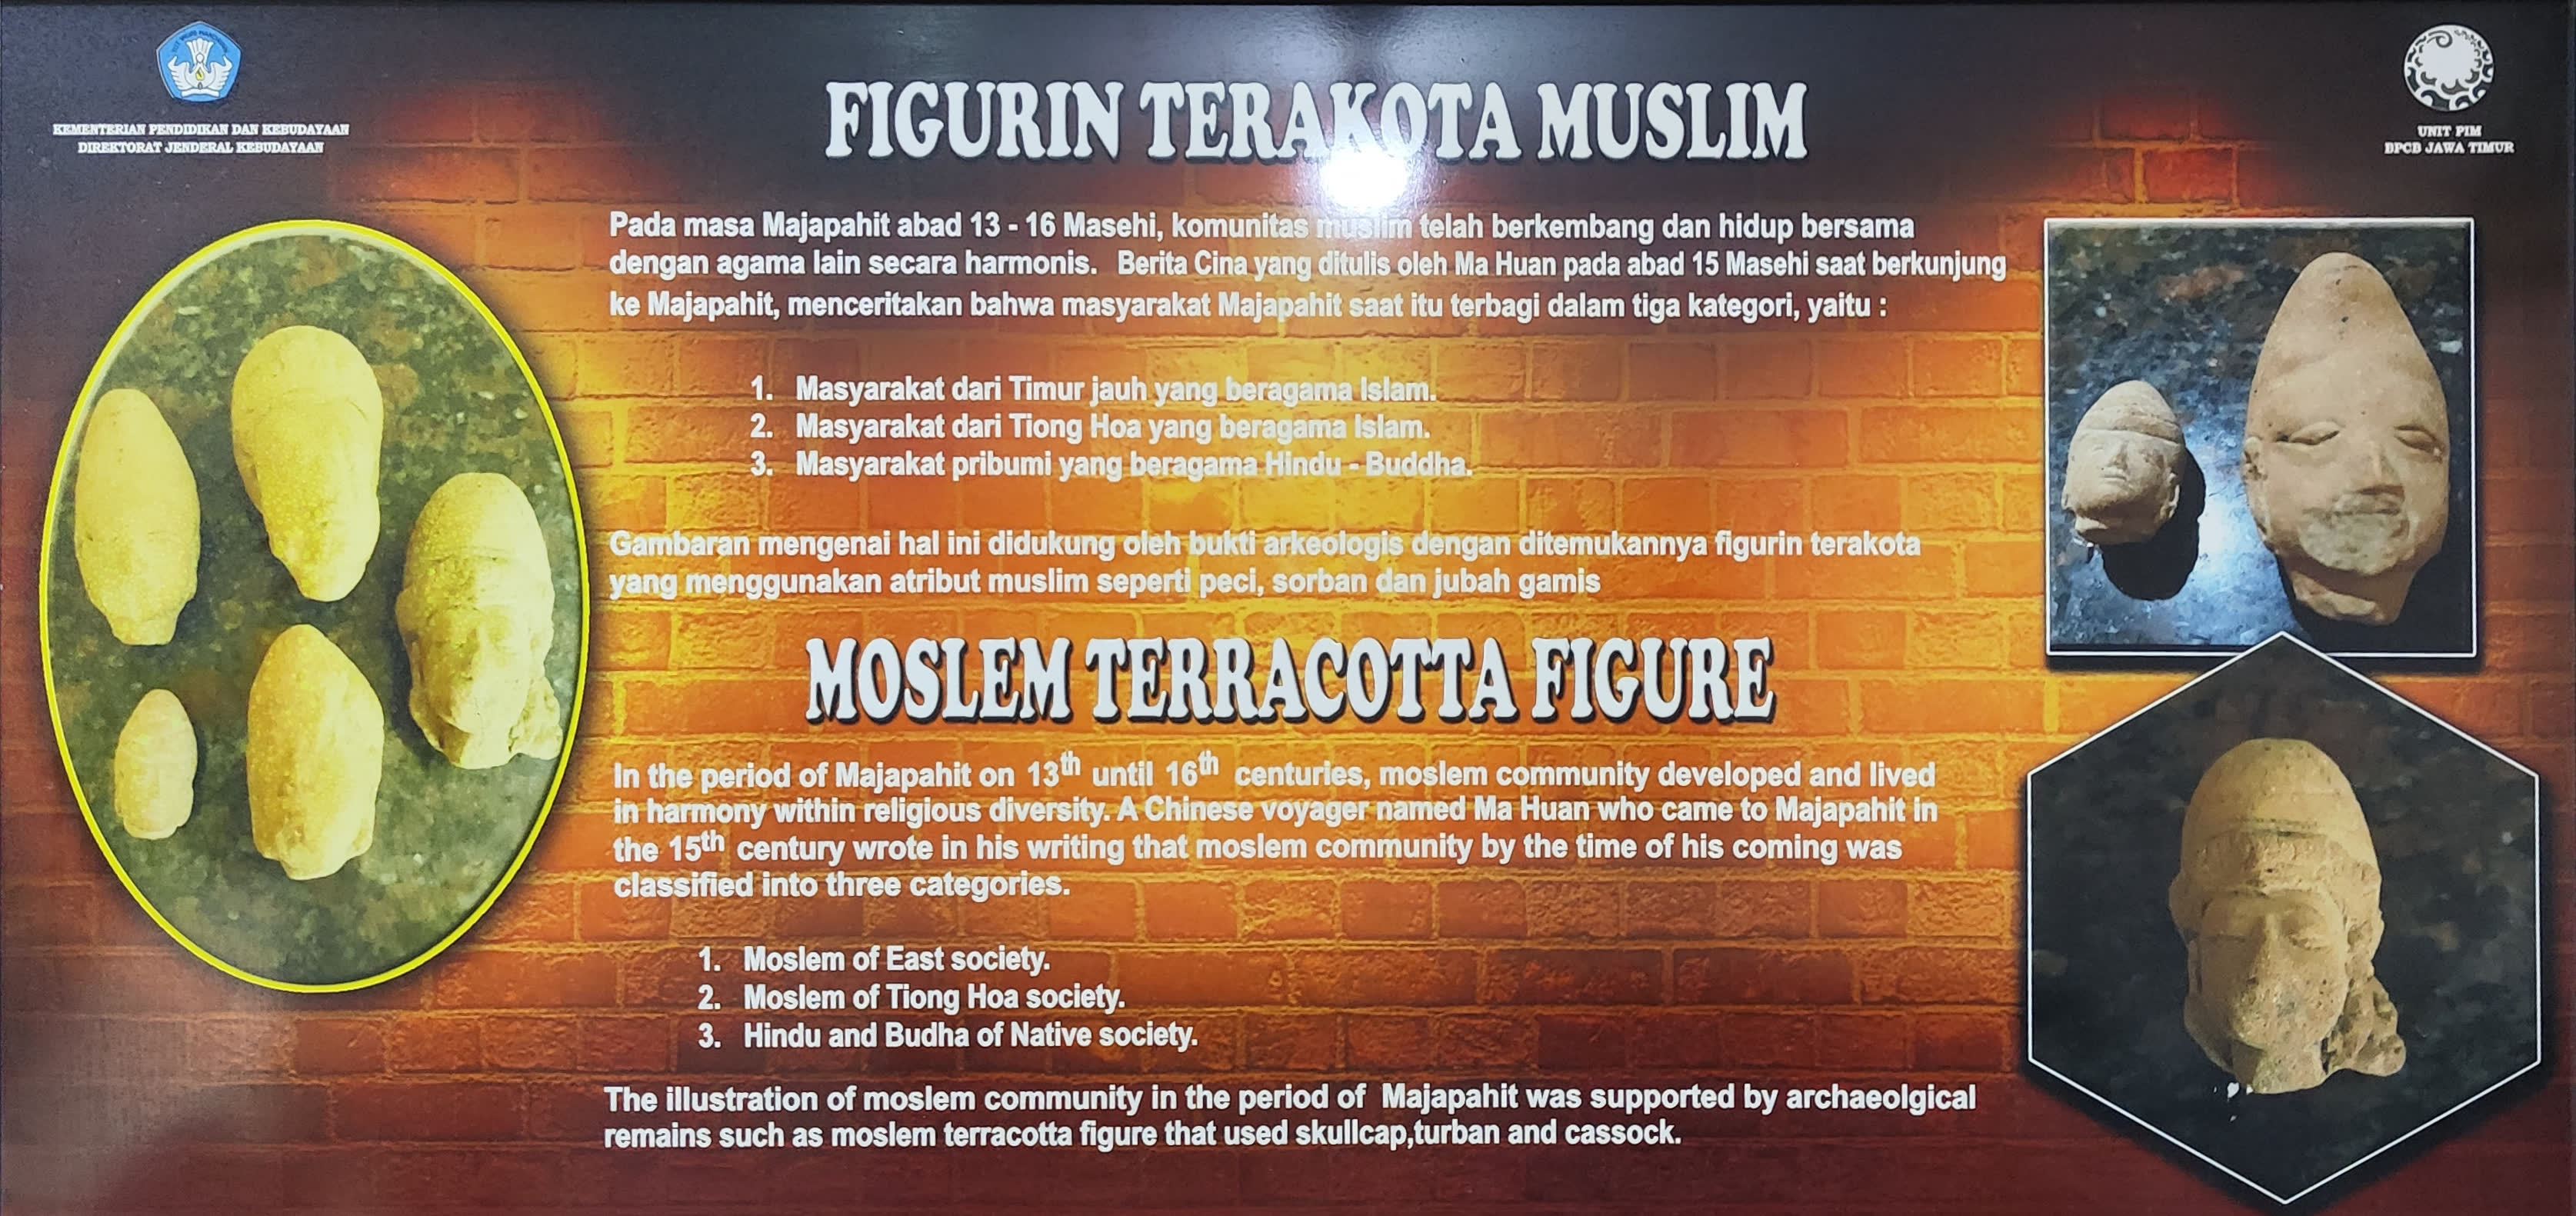 KEMENTERIAN PENDIDIKAN DAN KEBUDAYAAN
DIREKTORAT JENDERAL KEBUDAYAAN
UNIT PIM
BPCB JAWA TIMUR
FIGURIN TERAKOTA MUSLIM
Pada masa Majapahit abad 13 - 16 Masehi, komunitas muslim telah berkembang dan hidup bersama
dengan agama lain secara harmonis. Berita Cina yang ditulis oleh Ma Huan pada abad 15 Masehi saat berkunjung
ke Majapahit, menceritakan bahwa masyarakat Majapahit saat itu terbagi dalam tiga kategori, yaitu :
1. Masyarakat dari Timur jauh yang beragama Islam.
2. Masyarakat dari Tiong Hoa yang beragama Islam.
3. Masyarakat pribumi yang beragama Hindu - Buddha.
Gambaran mengenai hal ini didukung oleh bukti arkeologis dengan ditemukannya figurin terakota
yang menggunakan atribut muslim seperti peci, sorban dan jubah gamis
MOSLEM TERRACOTTA FIGURE
In the period of Majapahit on 13th until 16th centuries, moslem community developed and lived
in harmony within religious diversity. A Chinese voyager named Ma Huan who came to Majapahit in
the 15th century wrote in his writing that moslem community by the time of his coming was
classified into three categories.
1. Moslem of East society.
2. Moslem of Tiong Hoa society.
3. Hindu and Budha of Native society.
The illustration of moslem community in the period of Majapahit was supported by archaeolgical
remains such as moslem terracotta figure that used skullcap,turban and cassock.